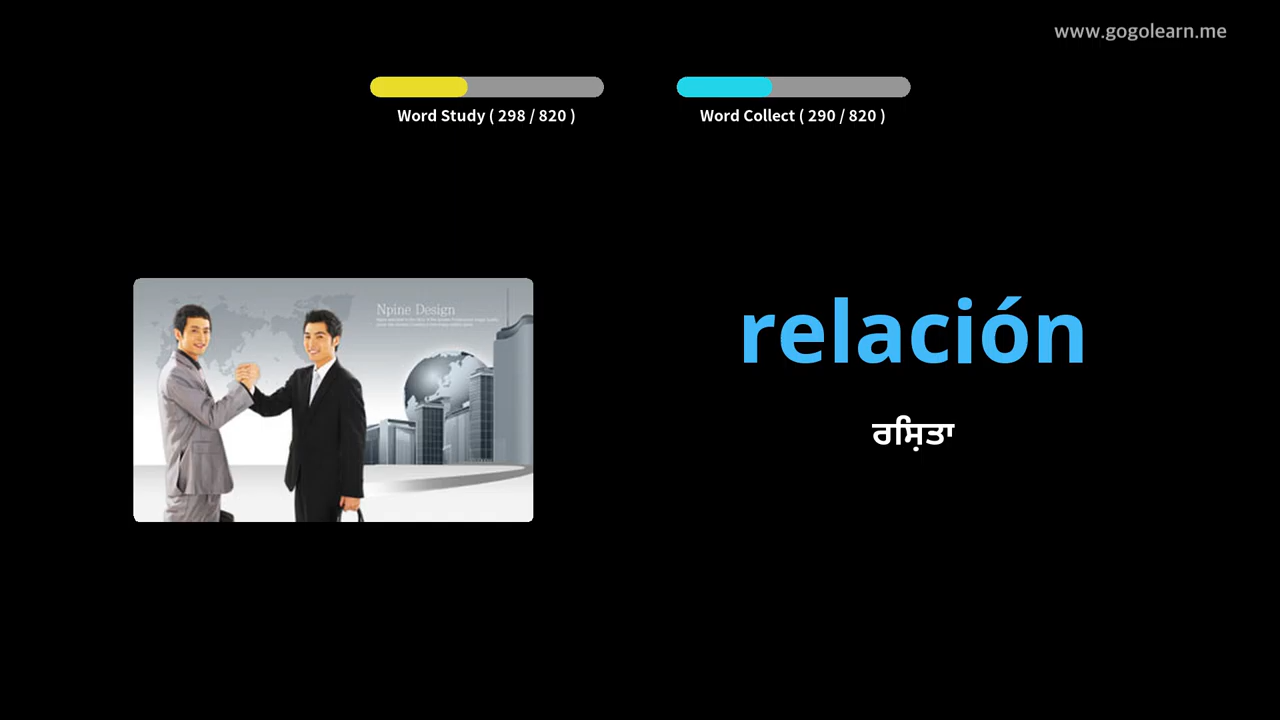 www.gogolearn.me
Word Study ( 298 / 820 )
Word Collect ( 290 / 820 )
Npine Design
relación
ਰਸ਼ਿਤਾ